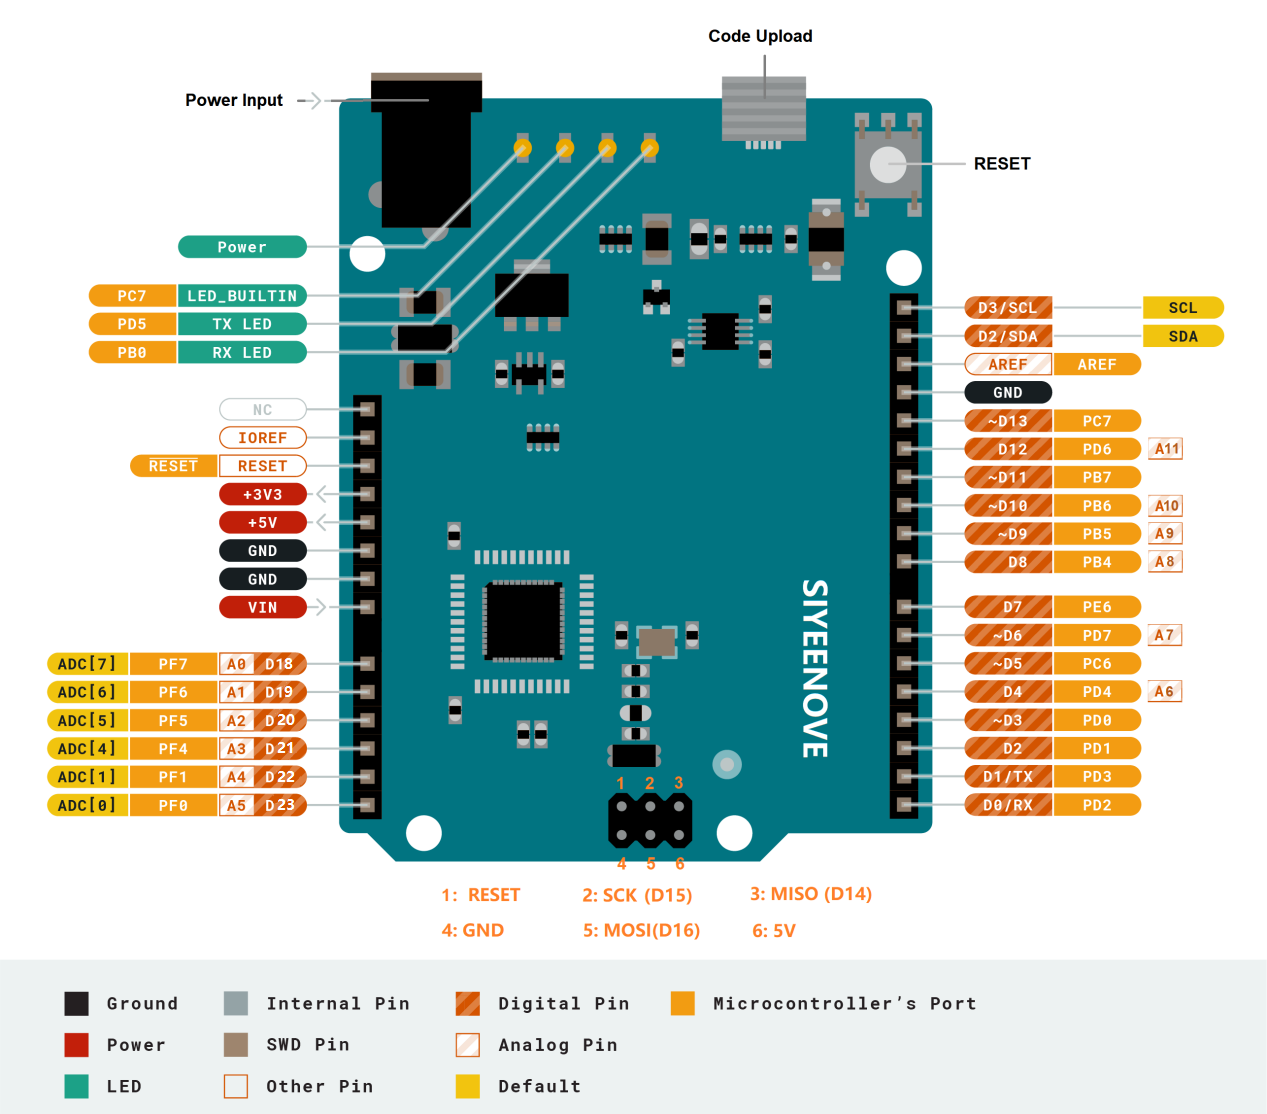 Code Upload
Power Input
RESET
Power
PC7 LED_BUILTIN
PD5 TX LED
PB0 RX LED
NC
IOREF
RESET RESET
+3V3
+5V
GND
GND
VIN
ADC[7] PF7 A0 D18
ADC[6] PF6 A1 D19
ADC[5] PF5 A2 D20
ADC[4] PF4 A3 D21
ADC[1] PF1 A4 D22
ADC[0] PF0 A5 D23
D3/SCL SCL
D2/SDA SDA
AREF AREF
GND
~D13 PC7
D12 PD6 A11
~D11 PB7
~D10 PB6 A10
~D9 PB5 A9
D8 PB4 A8
D7 PE6
~D6 PD7 A7
~D5 PC6
D4 PD4 A6
~D3 PD0
D2 PD1
D1/TX PD3
D0/RX PD2
SIYEENOVE
1 2 3
4 5 6
1: RESET 2: SCK (D15) 3: MISO (D14)
4: GND 5: MOSI(D16) 6: 5V
Ground Internal Pin Digital Pin Microcontroller's Port
Power SWD Pin Analog Pin
LED Other Pin Default